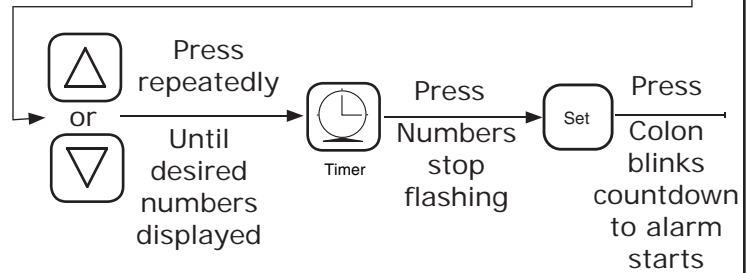 or
Press
repeatedly
Until
desired
numbers
displayed
Timer
Press
Numbers
stop
flashing
Set
Press
Colon
blinks
countdown
to alarm
starts